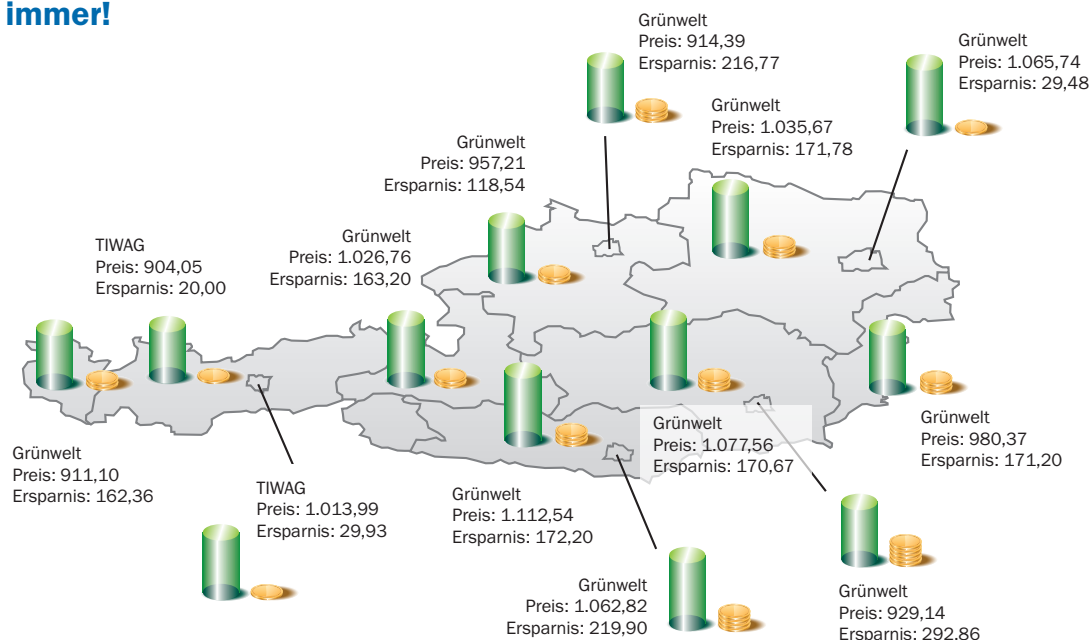 immer!
Grünwelt
Preis: 914,39
Ersparnis: 216,77
Grünwelt
Preis: 1.065,74
Ersparnis: 29,48
Grünwelt
Preis: 1.035,67
Ersparnis: 171,78
Grünwelt
Preis: 957,21
Ersparnis: 118,54
Grünwelt
Preis: 1.026,76
Ersparnis: 163,20
TIWAG
Preis: 904,05
Ersparnis: 20,00
Grünwelt
Preis: 911,10
Ersparnis: 162,36
TIWAG
Preis: 1.013,99
Ersparnis: 29,93
Grünwelt
Preis: 1.112,54
Ersparnis: 172,20
Grünwelt
Preis: 1.077,56
Ersparnis: 170,67
Grünwelt
Preis: 980,37
Ersparnis: 171,20
Grünwelt
Preis: 1.062,82
Ersparnis: 219,90
Grünwelt
Preis: 929,14
Ersparnis: 292,86